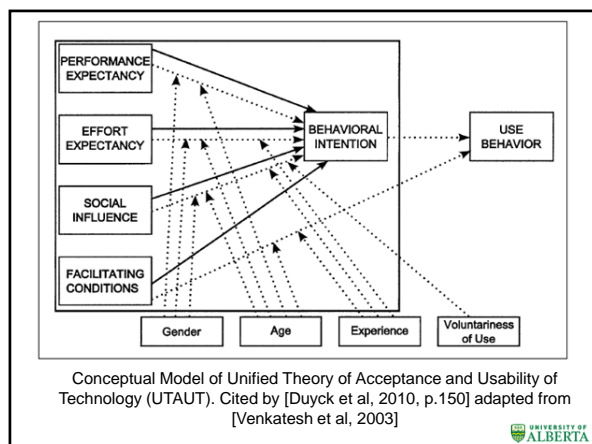 PERFORMANCE
EXPECTANCY
EFFORT
EXPECTANCY
SOCIAL
INFLUENCE
FACILITATING
CONDITIONS
BEHAVIORAL
INTENTION
USE
BEHAVIOR
Gender
Age
Experience
Voluntariness
of Use
Conceptual Model of Unified Theory of Acceptance and Usability of
Technology (UTAUT). Cited by [Duyck et al, 2010, p.150] adapted from
[Venkatesh et al, 2003]
UNIVERSITY OF
ALBERTA